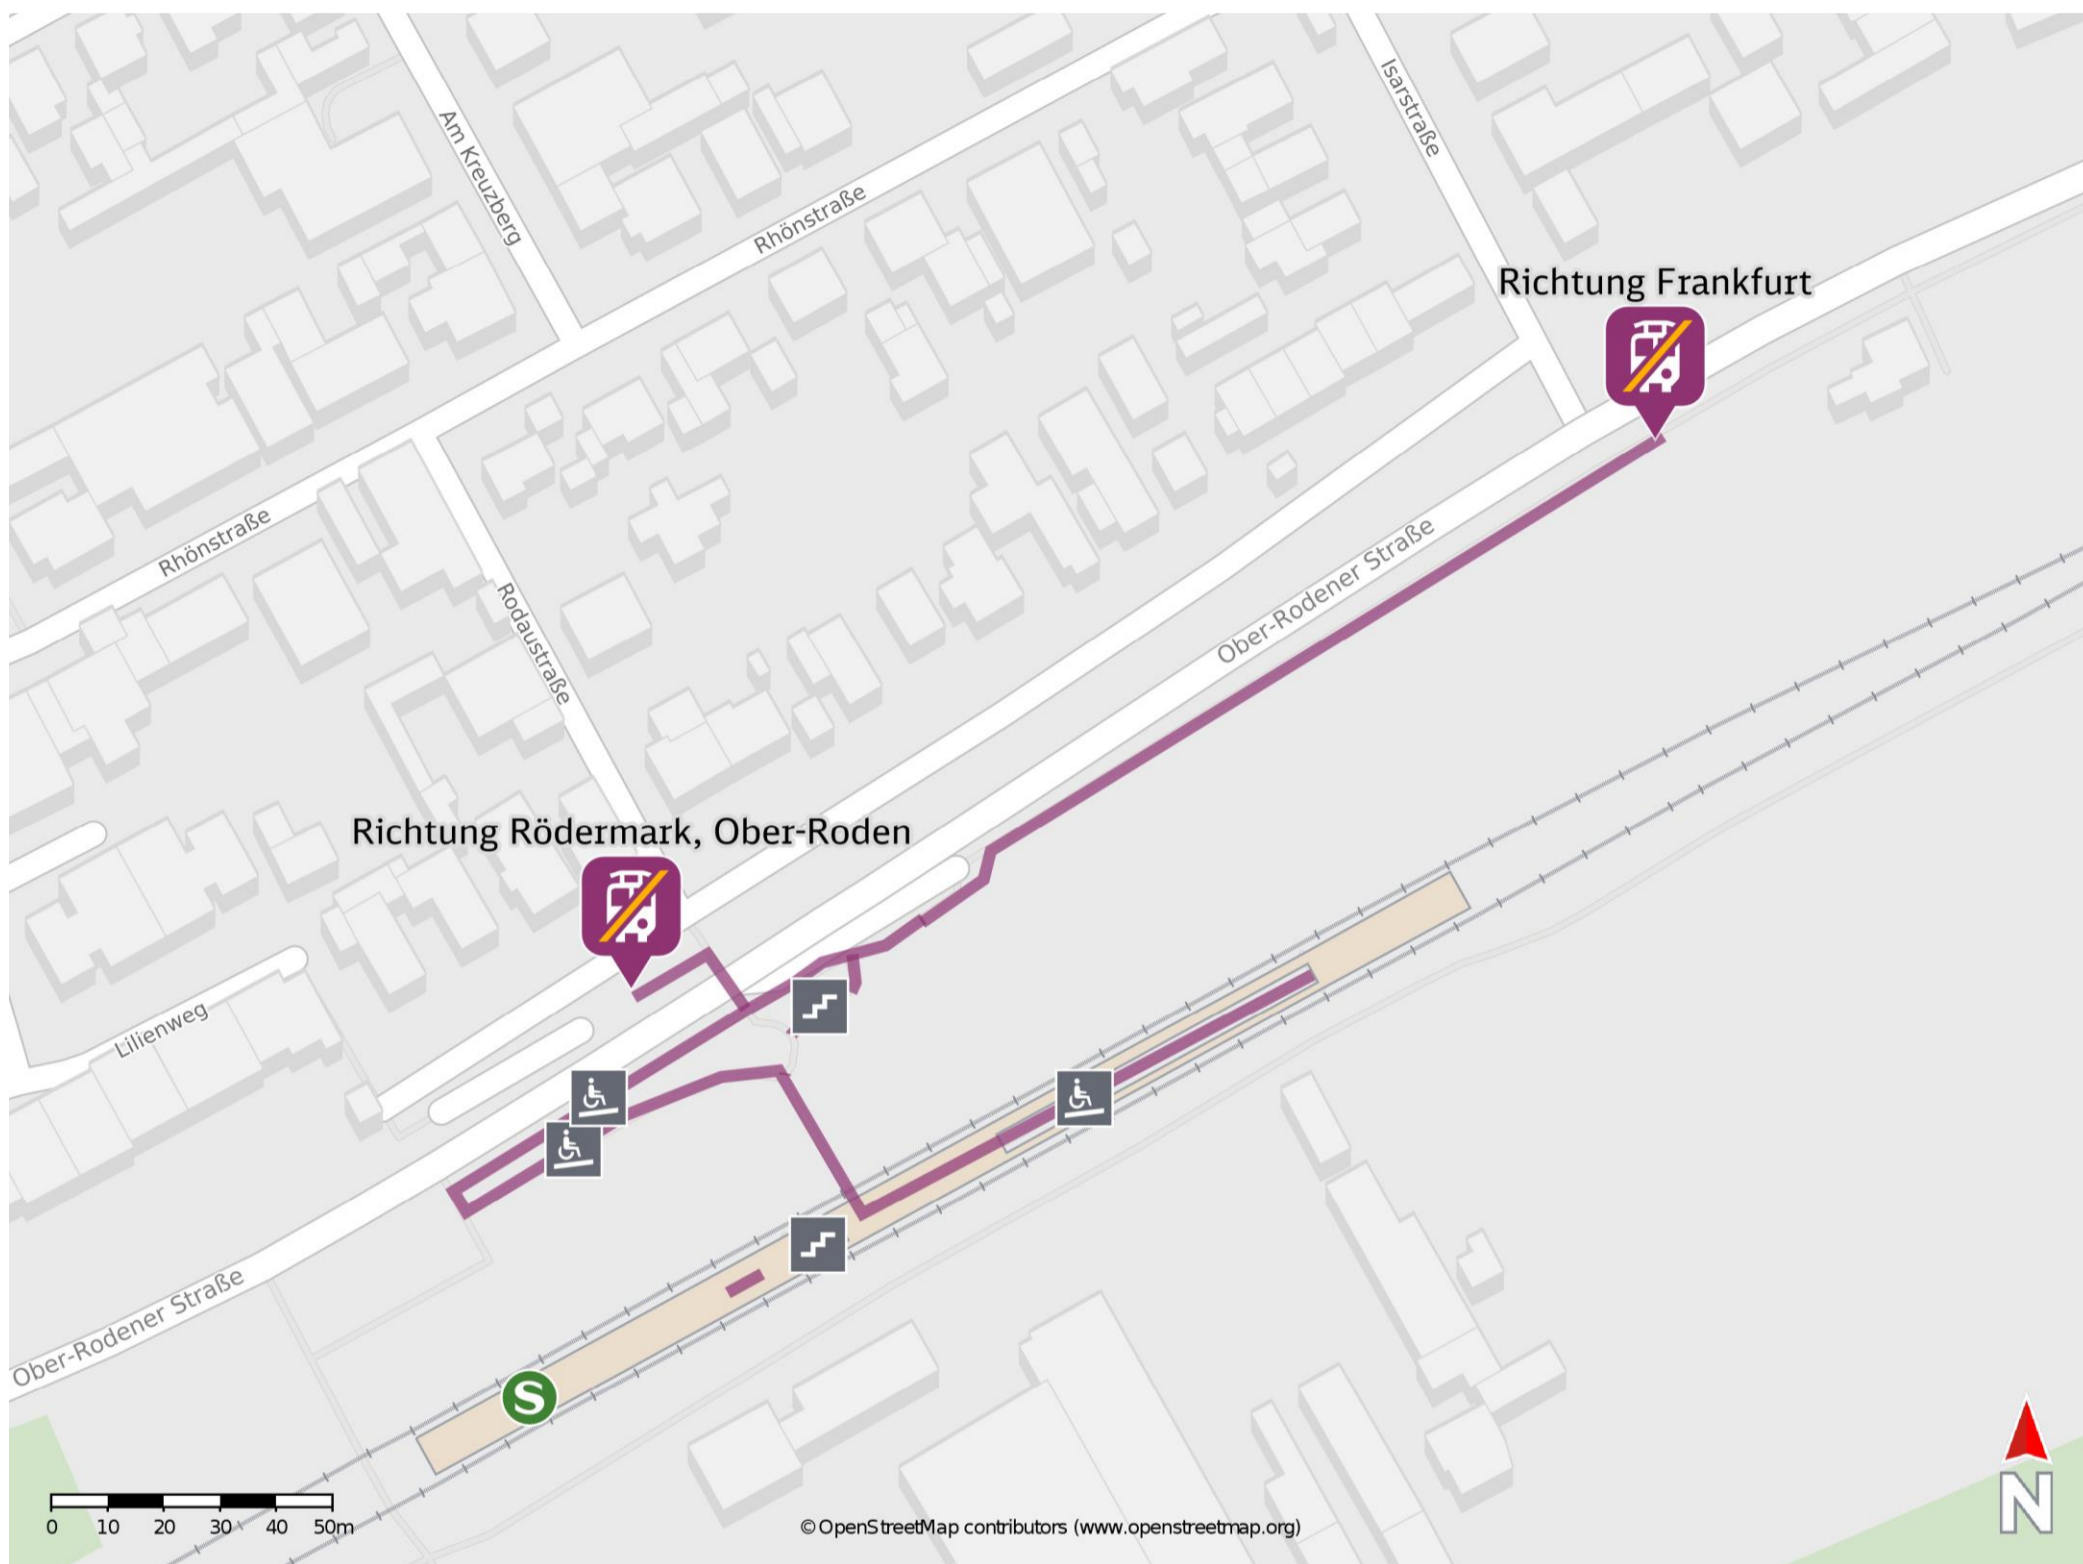 Isarstraße
Am Kreuzberg
Rhönstraße
Richtung Frankfurt
Rhönstraße
Ober-Rodener Straße
Rodaustraße
Richtung Rödermark, Ober-Roden
Lilienweg
Ober-Rodener Straße
S
0 10 20 30 40 50m
© OpenStreetMap contributors (www.openstreetmap.org)
N